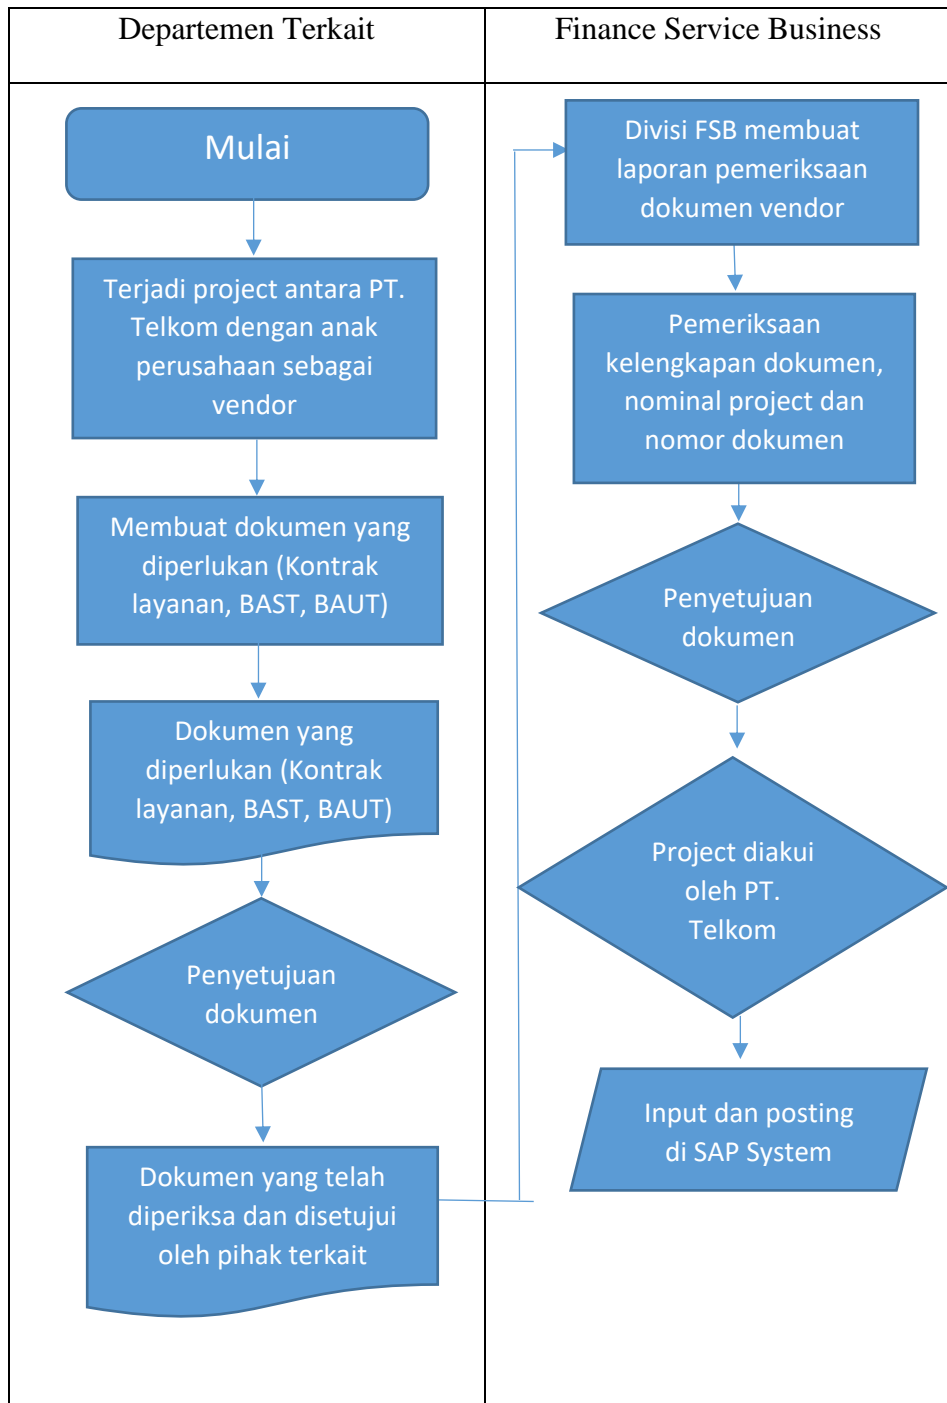 Departemen Terkait
Finance Service Business
Mulai
Terjadi project antara PT.
Telkom dengan anak
perusahaan sebagai
vendor
Membuat dokumen yang
diperlukan (Kontrak
layanan, BAST, BAUT)
Dokumen yang
diperlukan (Kontrak
layanan, BAST, BAUT)
Penyetujuan
dokumen
Dokumen yang telah
diperiksa dan disetujui
oleh pihak terkait
Divisi FSB membuat
laporan pemeriksaan
dokumen vendor
Pemeriksaan
kelengkapan dokumen,
nominal project dan
nomor dokumen
Penyetujuan
dokumen
Project diakui
oleh PT.
Telkom
Input dan posting
di SAP System